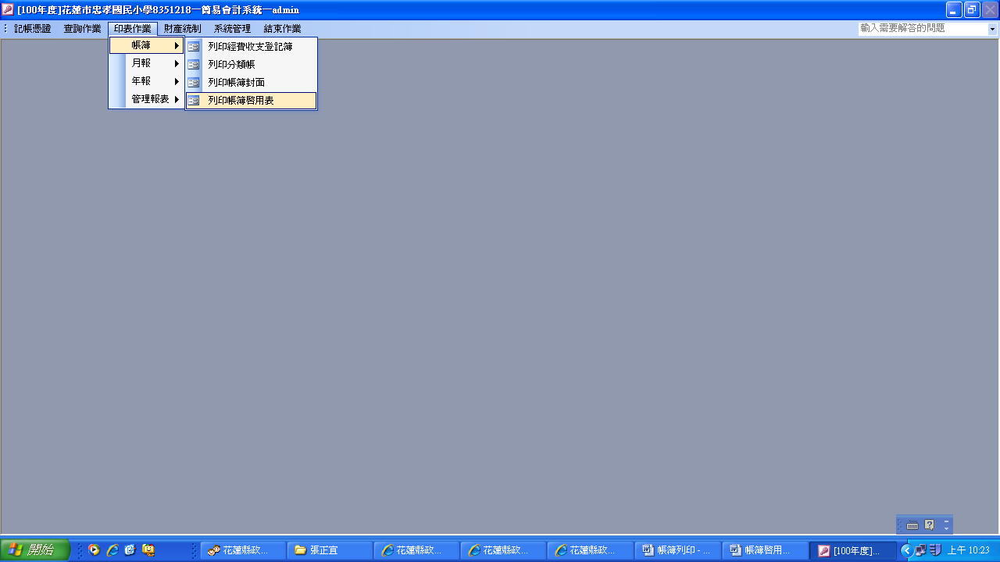 [100年度]花蓮市忠孝國民小學8351218—簡易會計系統—admin
記帳憑證 查詢作業 印表作業 財產統制 系統管理 結束作業 輸入需要解答的問題
帳簿
月報
年報
管理報表
列印經費收支登記簿
列印分類帳
列印帳簿封面
列印帳簿啓用表
開始 花蓮縣政... 張正宜 花蓮縣政... 花蓮縣政... 花蓮縣政... 帳簿列印 - ... 帳簿啓用... [100年度]... 上午 10:23